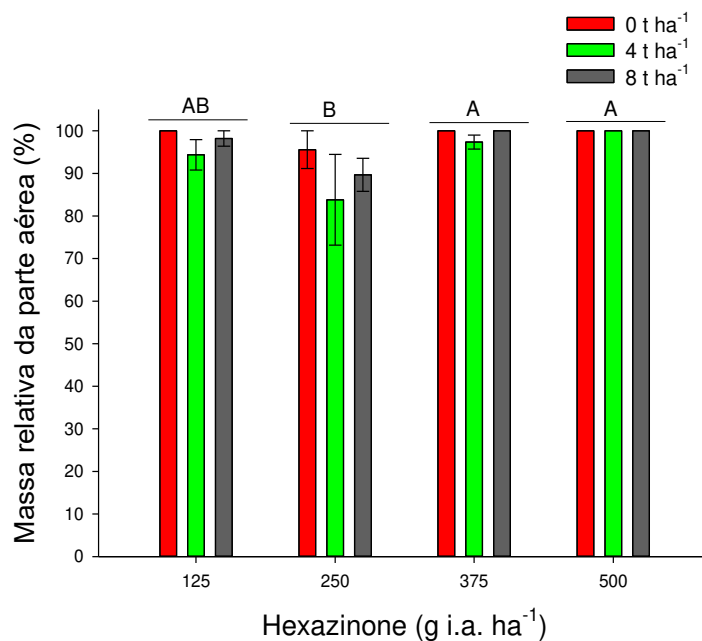 0 t ha⁻¹
4 t ha⁻¹
8 t ha⁻¹
AB
B
A
A
Massa relativa da parte aérea (%)
100
90
80
70
60
50
40
30
20
10
0
125 250 375 500
Hexazinone (g i.a. ha⁻¹)